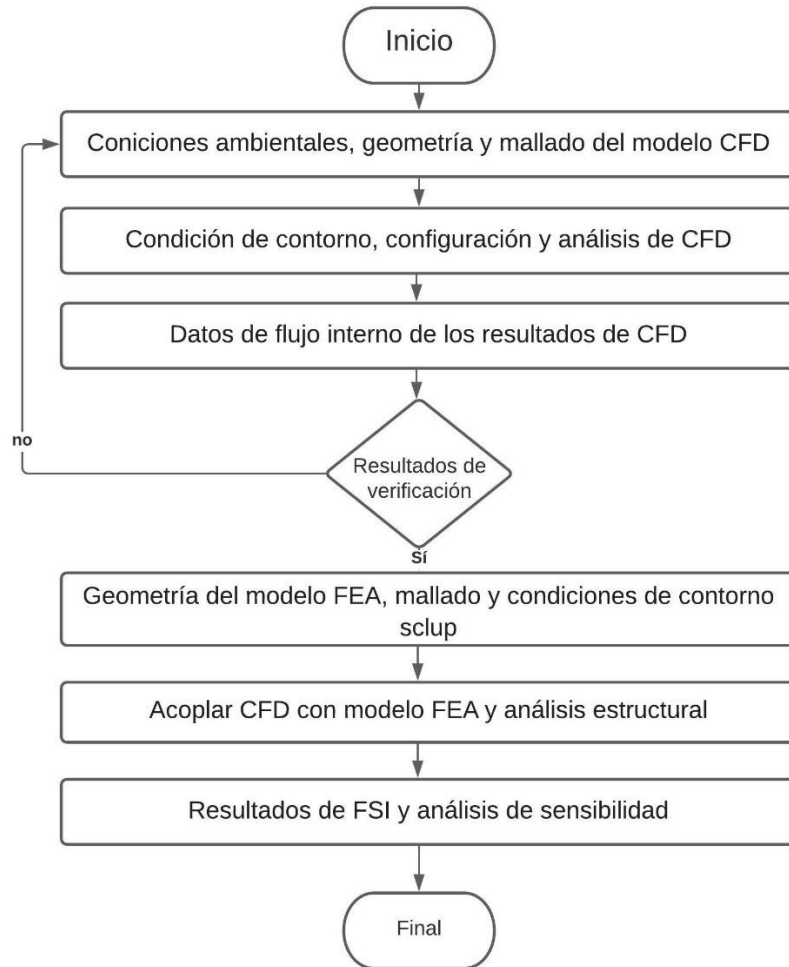 Inicio
Coniciones ambientales, geometría y mallado del modelo CFD
Condición de contorno, configuración y análisis de CFD
Datos de flujo interno de los resultados de CFD
no
Resultados de
verificación
Sí
Geometría del modelo FEA, mallado y condiciones de contorno
sclup
Acoplar CFD con modelo FEA y análisis estructural
Resultados de FSI y análisis de sensibilidad
Final